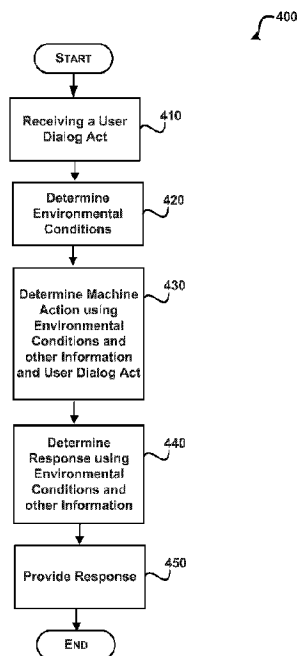 400
START
Receiving a User
Dialog Act
410
Determine
Environmental
Conditions
420
Determine Machine
Action using
Environmental
Conditions and
other Information
and User Dialog Act
430
Determine
Response using
Environmental
Conditions and
other Information
440
Provide Response
450
END